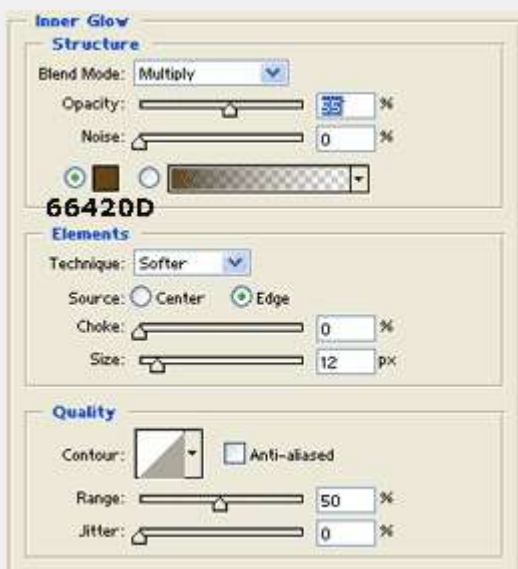 Inner Glow
Structure
Blend Mode: Multiply
Opacity: 55 %
Noise: 0 %
66420D
Elements
Technique: Softer
Source: Center Edge
Choke: 0 %
Size: 12 px
Quality
Contour: Anti-aliased
Range: 50 %
Jitter: 0 %